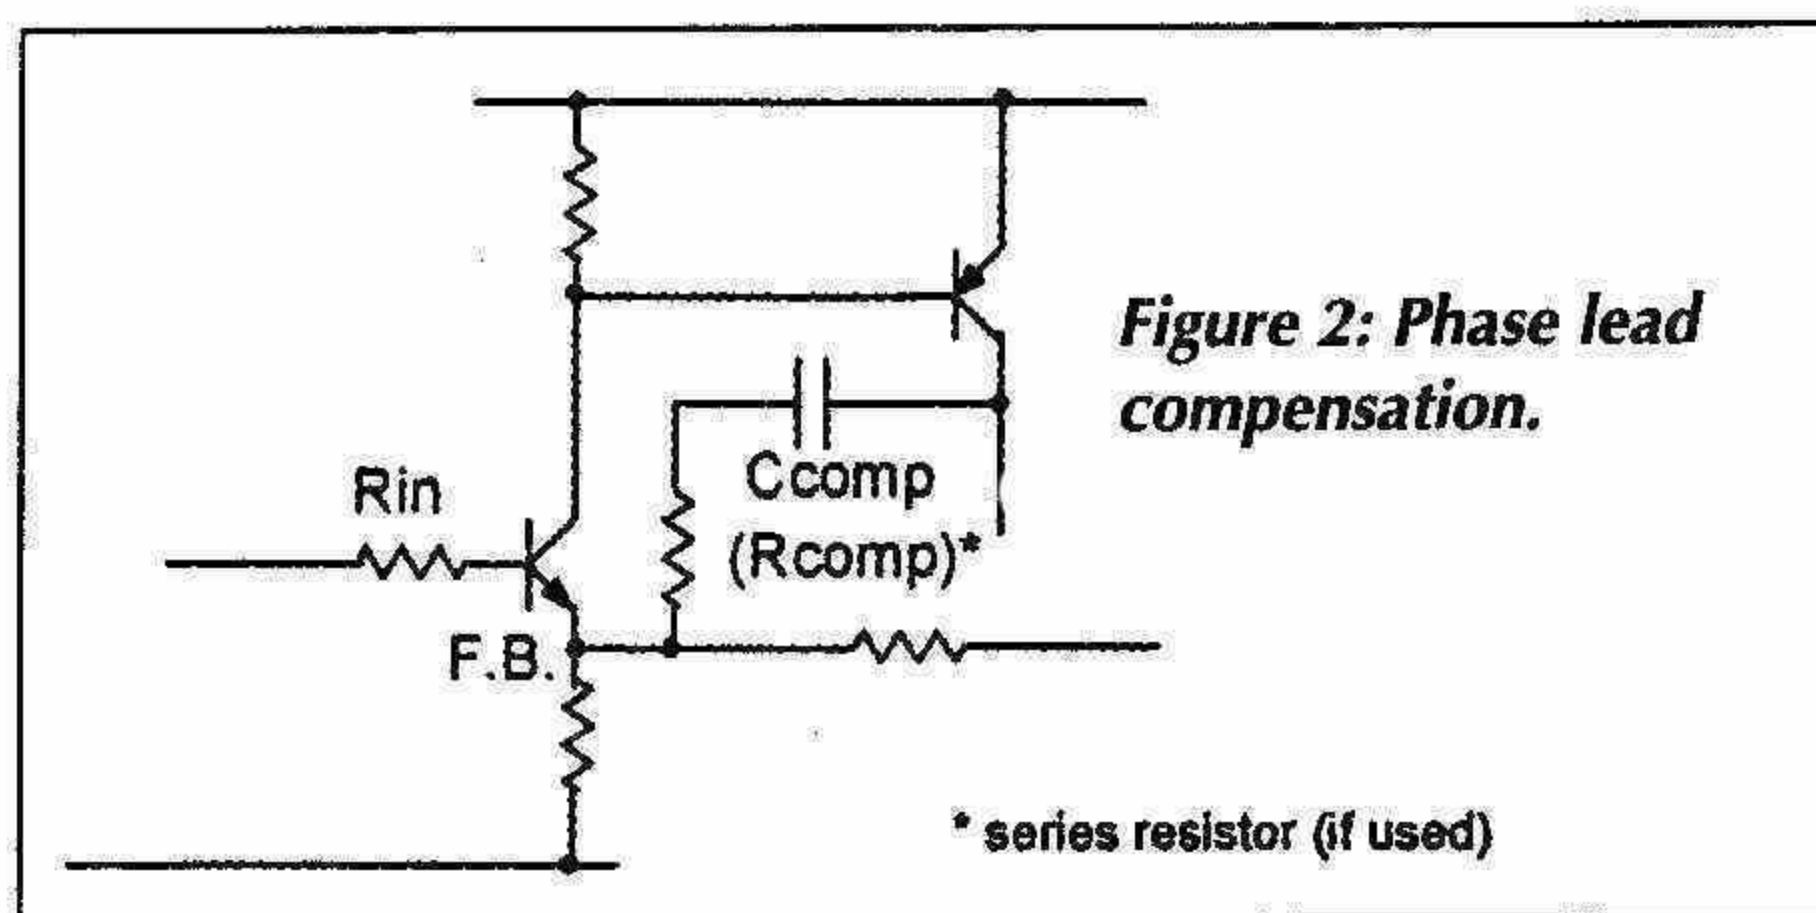 Figure 2: Phase lead
compensation.
Rin
Ccomp
(Rcomp)*
F.B.
* series resistor (if used)